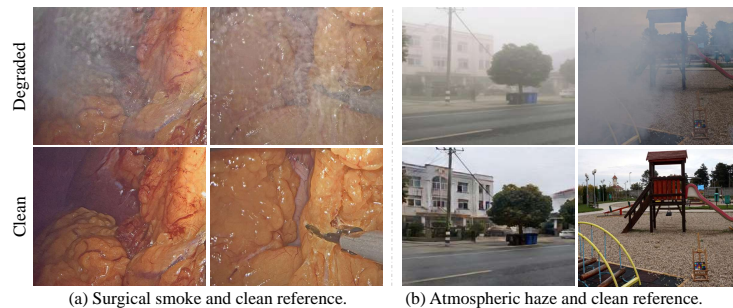 Degraded
Clean
(a) Surgical smoke and clean reference.
(b) Atmospheric haze and clean reference.